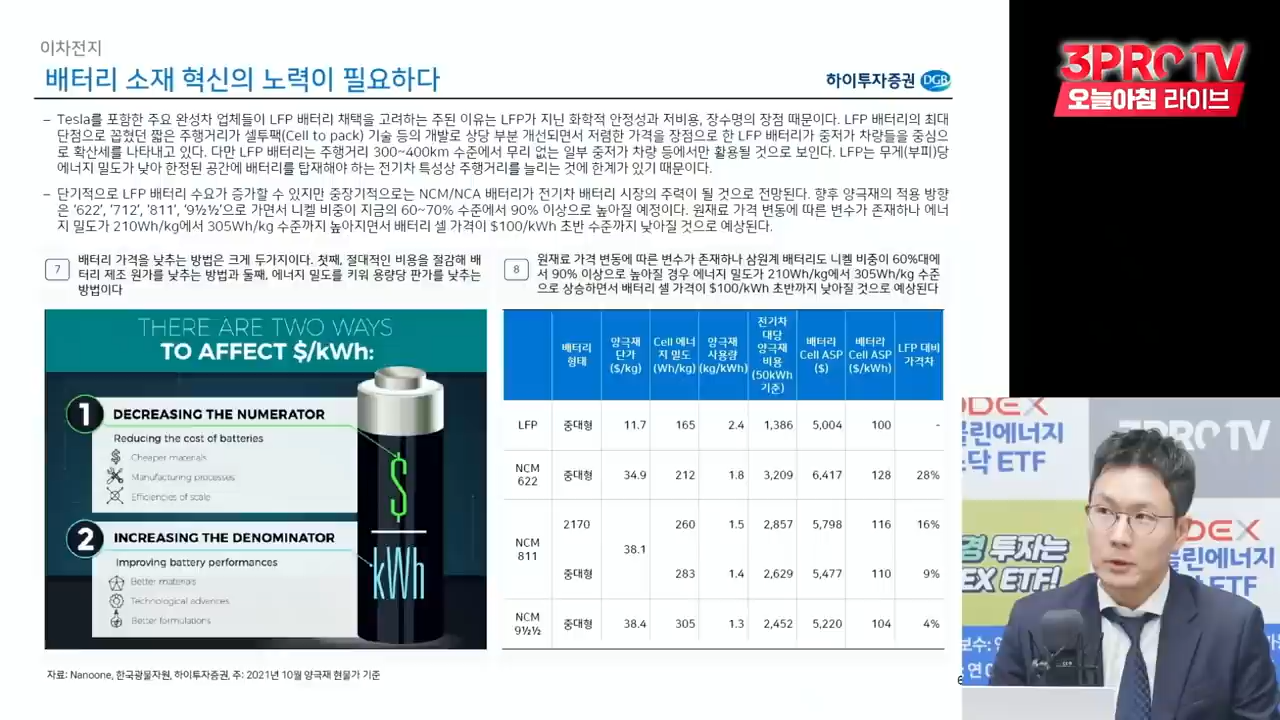 이차전지
배터리 소재 혁신의 노력이 필요하다
하이투자증권 DGB
3PRO TV
오늘아침 라이브
– Tesla를 포함한 주요 완성차 업체들이 LFP 배터리 채택을 고려하는 주된 이유는 LFP가 지닌 화학적 안정성과 저비용, 장수명의 장점 때문이다. LFP 배터리의 최대
단점으로 꼽혔던 짧은 주행거리가 셀투팩(Cell to pack) 기술 등의 개발로 상당 부분 개선되면서 저렴한 가격을 장점으로 한 LFP 배터리가 중저가 차량들을 중심으
로 확산세를 나타내고 있다. 다만 LFP 배터리는 주행거리 300~400km 수준에서 무리 없는 일부 중저가 차량 등에서만 활용될 것으로 보인다. LFP는 무게(부피)당
에너지 밀도가 낮아 한정된 공간에 배터리를 탑재해야 하는 전기차 특성상 주행거리를 늘리는 것에 한계가 있기 때문이다.
– 단기적으로 LFP 배터리 수요가 증가할 수 있지만 중장기적으로는 NCM/NCA 배터리가 전기차 배터리 시장의 주력이 될 것으로 전망된다. 향후 양극재의 적용 방향
은 '622', '712', '811', '9½½'으로 가면서 니켈 비중이 지금의 60~70% 수준에서 90% 이상으로 높아질 예정이다. 원재료 가격 변동에 따른 변수가 존재하나 에너
지 밀도가 210Wh/kg에서 305Wh/kg 수준까지 높아지면서 배터리 셀 가격이 $100/kWh 초반 수준까지 낮아질 것으로 예상된다.
7
배터리 가격을 낮추는 방법은 크게 두가지이다. 첫째, 절대적인 비용을 절감해 배
터리 제조 원가를 낮추는 방법과 둘째, 에너지 밀도를 키워 용량당 판가를 낮추는
방법이다
THERE ARE TWO WAYS
TO AFFECT $/kWh:
1 DECREASING THE NUMERATOR
Reducing the cost of batteries
Cheaper materials
Manufacturing processes
Efficiencies of scale
2 INCREASING THE DENOMINATOR
Improving battery performances
Better materials
Technological advances
Better formulations
$
kWh
8
원재료 가격 변동에 따른 변수가 존재하나 삼원계 배터리도 니켈 비중이 60%대에
서 90% 이상으로 높아질 경우 에너지 밀도가 210Wh/kg에서 305Wh/kg 수준
으로 상승하면서 배터리 셀 가격이 $100/kWh 초반까지 낮아질 것으로 예상된다
배터리 형태 양극재 단가 ($/kg) Cell 에너지 밀도 (Wh/kg) 양극재 사용량 (kg/kWh) 전기차 대당 양극재 비용 (50kWh 기준) 배터리 Cell ASP ($) 배터리 Cell ASP ($/kWh) LFP 대비 가격차
LFP 중대형 11.7 165 2.4 1,386 5,004 100 -
NCM 622 중대형 34.9 212 1.8 3,209 6,417 128 28%
NCM 811 2170 38.1 260 1.5 2,857 5,798 116 16%
중대형 283 1.4 2,629 5,477 110 9%
NCM 9½½ 중대형 38.4 305 1.3 2,452 5,220 104 4%
자료: Nanoone, 한국광물자원, 하이투자증권, 주: 2021년 10월 양극재 현물가 기준
ODEX
린에너지
닥 ETF
3PRO TV
투자는
EX ETF!
DEX
린에너지
ETF
보수: 연